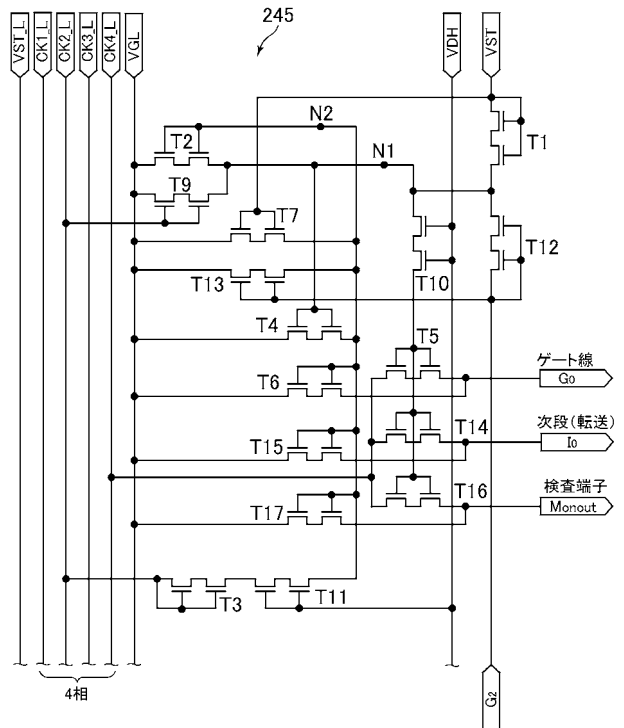 245
VST_L
CK1_L
CK2_L
CK3_L
CK4_L
VGL
VDH
VST
N2
T2
T1
N1
T9
T7
T12
T13
T10
T4
T5
ゲート線
Go
T6
次段(転送)
T14
Io
T15
検査端子
T16
Monout
T17
T3
T11
4相
G2